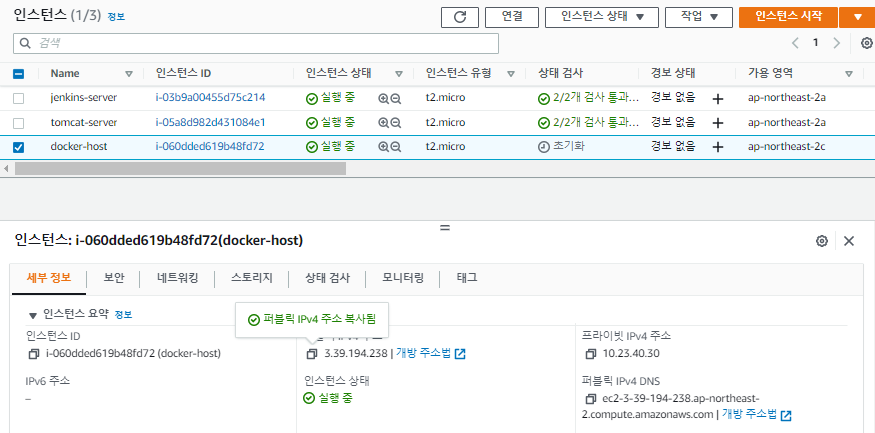 인스턴스 (1/3) 정보
연결
인스턴스 상태
작업
인스턴스 시작
검색
1
Name 인스턴스 ID 인스턴스 상태 인스턴스 유형 상태 검사 경보 상태 가용 영역
jenkins-server i-03b9a00455d75c214 실행 중 t2.micro 2/2개 검사 통과... 경보 없음 ap-northeast-2a
tomcat-server i-05a8d982d431084e1 실행 중 t2.micro 2/2개 검사 통과... 경보 없음 ap-northeast-2a
docker-host i-060dded619b48fd72 실행 중 t2.micro 초기화 경보 없음 ap-northeast-2c
인스턴스: i-060dded619b48fd72(docker-host)
세부 정보 보안 네트워킹 스토리지 상태 검사 모니터링 태그
인스턴스 요약 정보
퍼블릭 IPv4 주소 복사됨
인스턴스 ID
i-060dded619b48fd72 (docker-host)
3.39.194.238 | 개방 주소법
프라이빗 IPv4 주소
10.23.40.30
IPv6 주소
–
인스턴스 상태
실행 중
퍼블릭 IPv4 DNS
ec2-3-39-194-238.ap-northeast-
2.compute.amazonaws.com | 개방 주소법